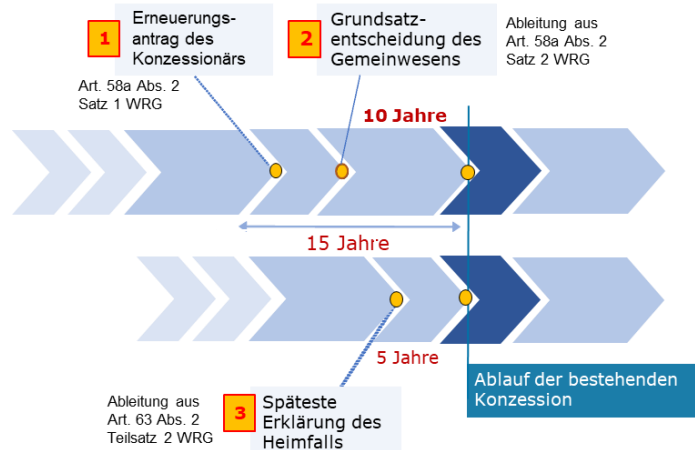 1
Erneuerungs-
antrag des
Konzessionärs
Art. 58a Abs. 2
Satz 1 WRG
2
Grundsatz-
entscheidung des
Gemeinwesens
Ableitung aus
Art. 58a Abs. 2
Satz 2 WRG
10 Jahre
15 Jahre
5 Jahre
Ablauf der bestehenden
Konzession
Ableitung aus
Art. 63 Abs. 2
Teilsatz 2 WRG
3
Späteste
Erklärung des
Heimfalls